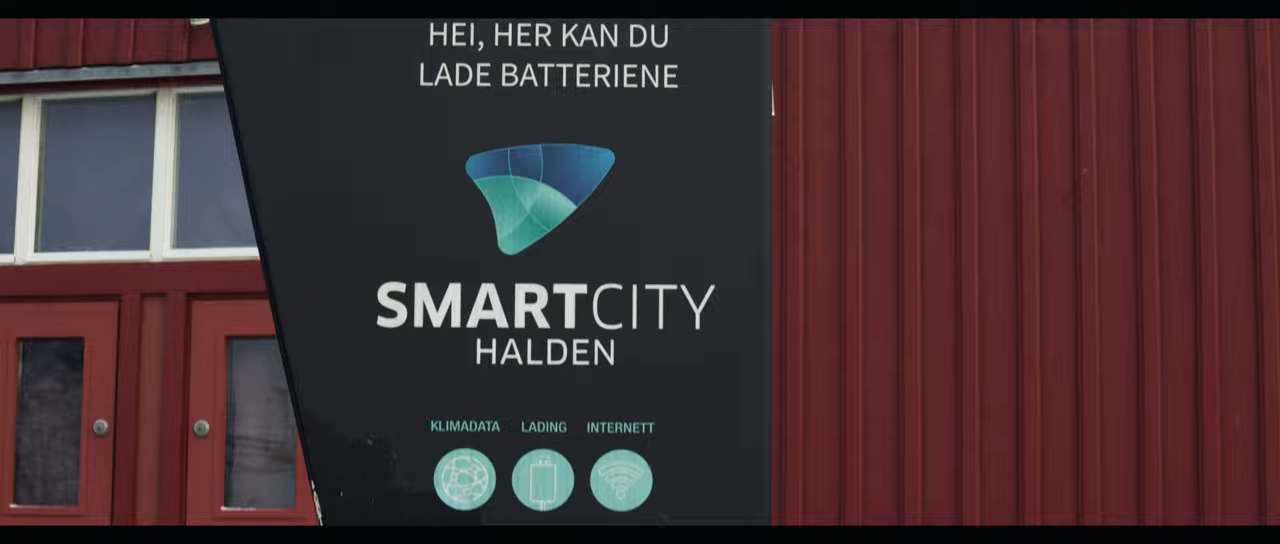 HEI, HER KAN DU
LADE BATTERIENE
SMARTCITY
HALDEN
KLIMADATA LADING INTERNETT